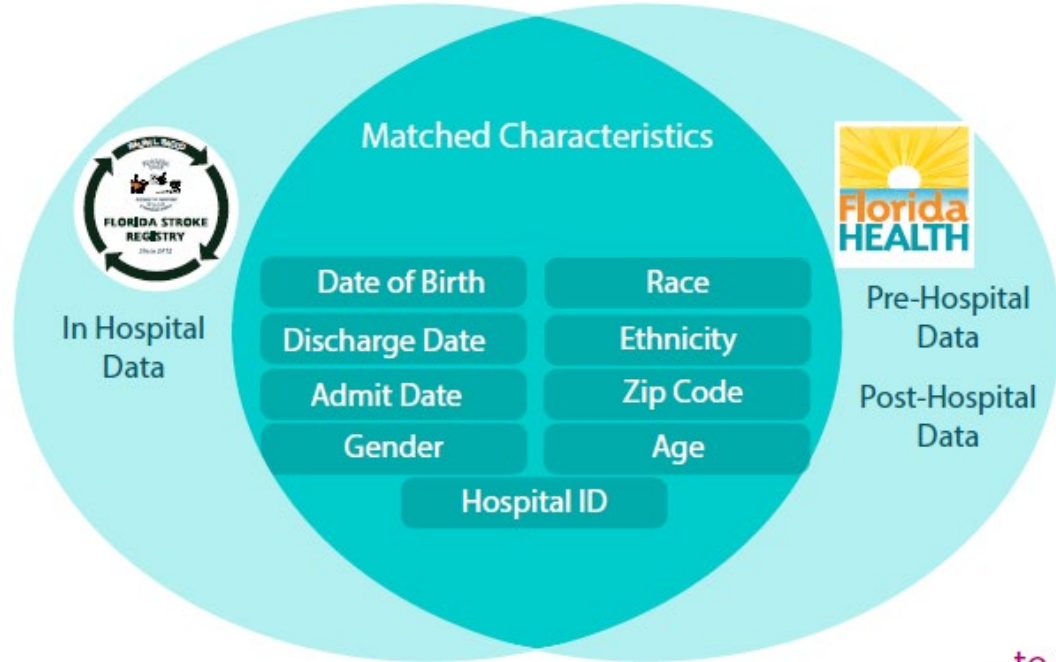 Matched Characteristics
FLORIDA STROKE
REGISTRY
Florida
HEALTH
In Hospital
Data
Date of Birth
Race
Discharge Date
Ethnicity
Admit Date
Zip Code
Gender
Age
Hospital ID
Pre-Hospital
Data
Post-Hospital
Data
to